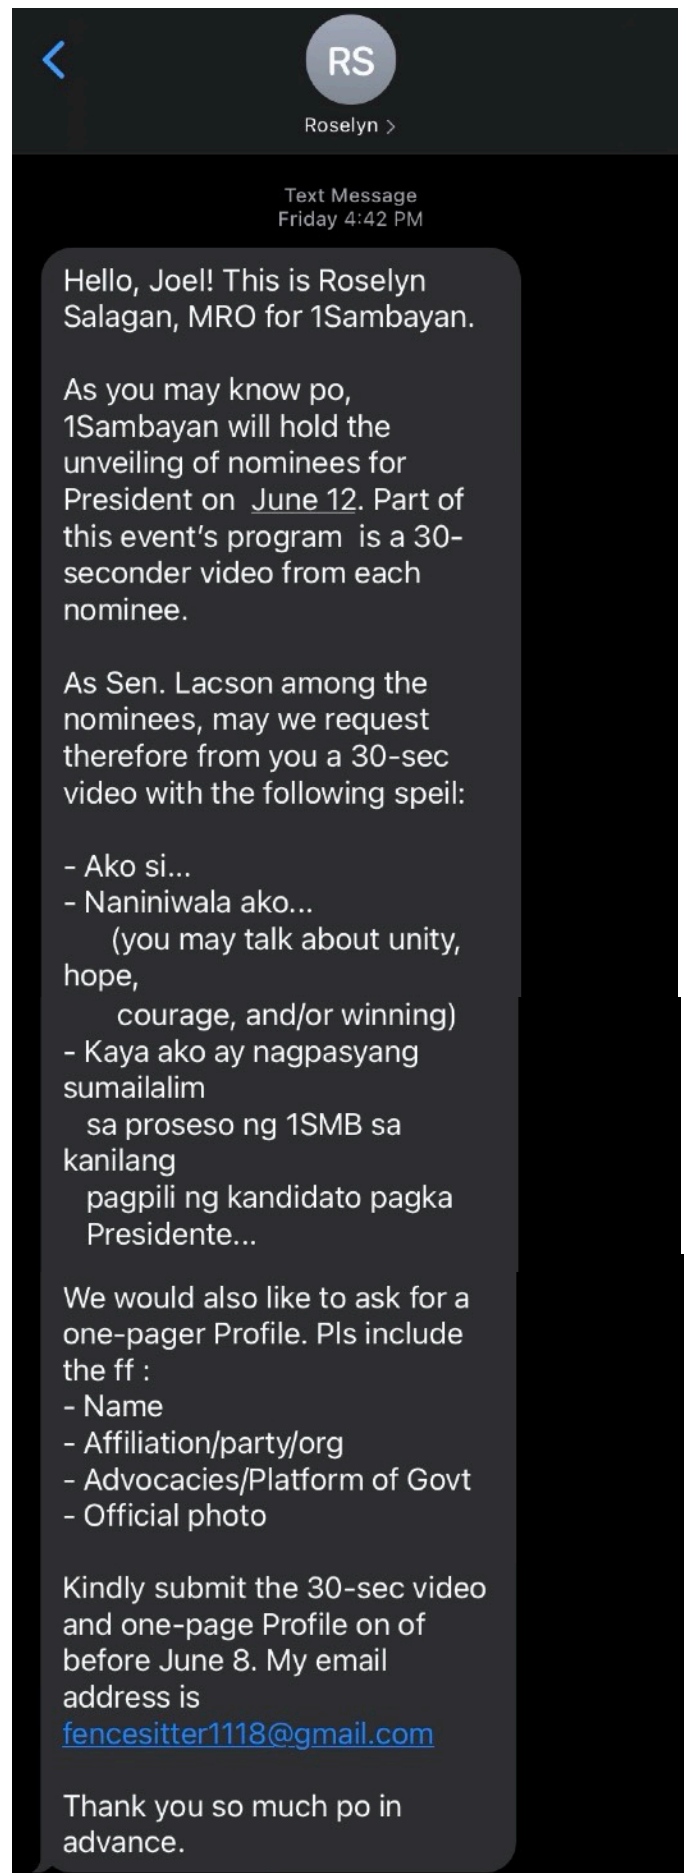 RS
Roselyn >
Text Message
Friday 4:42 PM
Hello, Joel! This is Roselyn
Salagan, MRO for 1Sambayan.
As you may know po,
1Sambayan will hold the
unveiling of nominees for
President on  June 12. Part of
this event's program  is a 30-
seconder video from each
nominee.
As Sen. Lacson among the
nominees, may we request
therefore from you a 30-sec
video with the following speil:
- Ako si...
- Naniniwala ako...
(you may talk about unity,
hope,
courage, and/or winning)
- Kaya ako ay nagpasyang
sumailalim
sa proseso ng 1SMB sa
kanilang
pagpili ng kandidato pagka
Presidente...
We would also like to ask for a
one-pager Profile. Pls include
the ff :
- Name
- Affiliation/party/org
- Advocacies/Platform of Govt
- Official photo
Kindly submit the 30-sec video
and one-page Profile on of
before June 8. My email
address is
fencesitter1118@gmail.com
Thank you so much po in
advance.